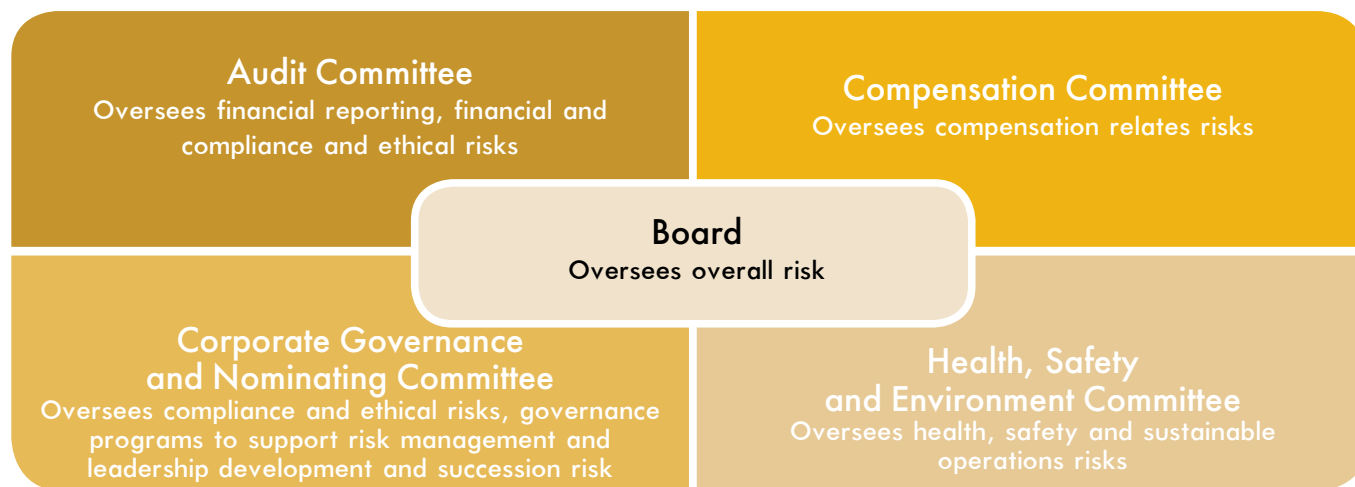 Audit Committee
Oversees financial reporting, financial and
compliance and ethical risks
Compensation Committee
Oversees compensation relates risks
Board
Oversees overall risk
Corporate Governance
and Nominating Committee
Oversees compliance and ethical risks, governance
programs to support risk management and
leadership development and succession risk
Health, Safety
and Environment Committee
Oversees health, safety and sustainable
operations risks